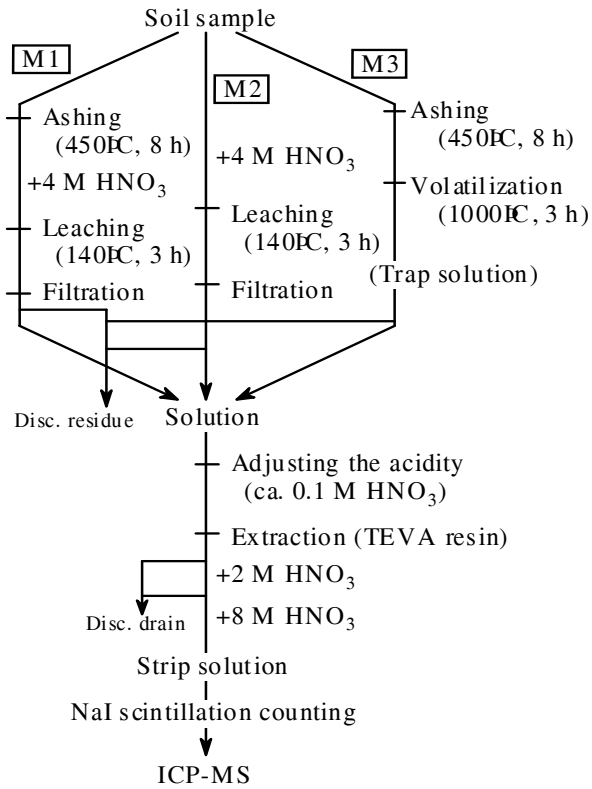 Soil sample
M1
M2
M3
Ashing
(450ÞC, 8 h)
+4 M HNO3
Leaching
(140ÞC, 3 h)
Filtration
+4 M HNO3
Leaching
(140ÞC, 3 h)
Filtration
Ashing
(450ÞC, 8 h)
Volatilization
(1000ÞC, 3 h)
(Trap solution)
Disc. residue
Solution
Adjusting the acidity
(ca. 0.1 M HNO3)
Extraction (TEVA resin)
+2 M HNO3
Disc. drain
+8 M HNO3
Strip solution
NaI scintillation counting
ICP-MS